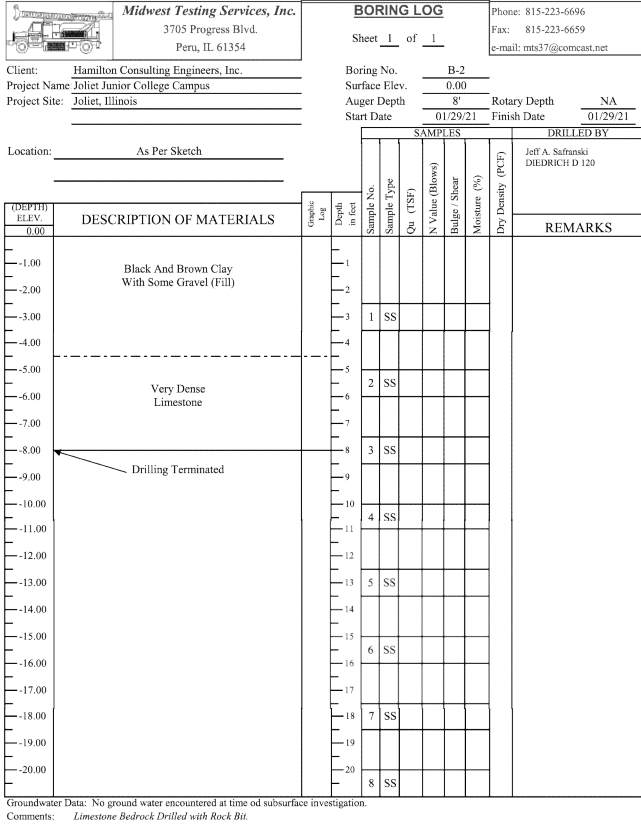 Midwest Testing Services, Inc.
3705 Progress Blvd.
Peru, IL 61354
BORING LOG
Sheet 1 of 1
Phone: 815-223-6696
Fax: 815-223-6659
e-mail: mts37@comcast.net
Client: Hamilton Consulting Engineers, Inc.
Project Name Joliet Junior College Campus
Project Site: Joliet, Illinois
Boring No. B-2
Surface Elev. 0.00
Auger Depth 8' Rotary Depth NA
Start Date 01/29/21 Finish Date 01/29/21
Location: As Per Sketch
SAMPLES
DRILLED BY
Jeff A. Safranski
DIEDRICH D 120
(DEPTH)
ELEV.
0.00
DESCRIPTION OF MATERIALS
Graphic
Log
Depth
in feet
Sample No.
Sample Type
Qu (TSF)
N Value (Blows)
Bulge / Shear
Moisture (%)
Dry Density (PCF)
REMARKS
-1.00 1
Black And Brown Clay
With Some Gravel (Fill)
-2.00 2
-3.00 3 1 SS
-4.00 4
-5.00 5
2 SS
Very Dense
Limestone
-6.00 6
-7.00 7
-8.00 8 3 SS
Drilling Terminated
-9.00 9
-10.00 10
4 SS
-11.00 11
-12.00 12
-13.00 13 5 SS
-14.00 14
-15.00 15
6 SS
-16.00 16
-17.00 17
-18.00 18 7 SS
-19.00 19
-20.00 20
8 SS
Groundwater Data: No ground water encountered at time od subsurface investigation.
Comments: Limestone Bedrock Drilled with Rock Bit.